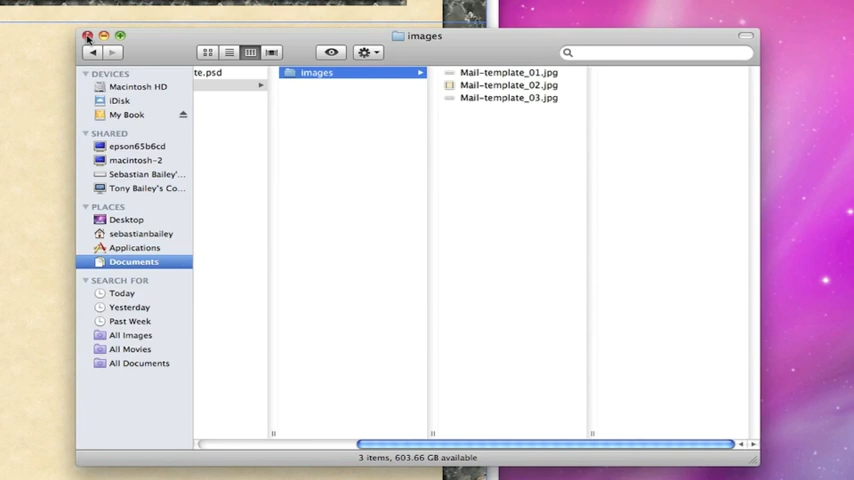 images
te.psd
Images
Mail-template_01.jpg
Mail-template_02.jpg
Mail-template_03.jpg
DEVICES
Macintosh HD
iDisk
My Book
SHARED
epson65b6cd
macintosh-2
Sebastian Bailey'...
Tony Bailey's Co...
PLACES
Desktop
sebastianbailey
Applications
Documents
SEARCH FOR
Today
Yesterday
Past Week
All Images
All Movies
All Documents
3 items, 603.66 GB available